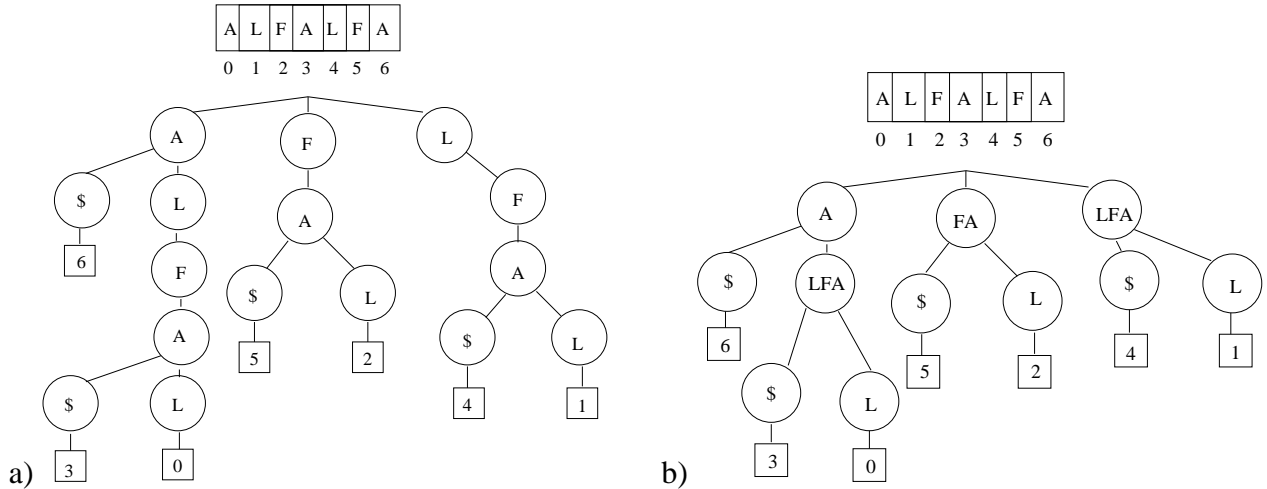 A L F A L F A
0 1 2 3 4 5 6
A F L
$ L A F
6 F $ L A
A 5 2 $ L
$ L 4 1
3 0
a)
A L F A L F A
0 1 2 3 4 5 6
A FA LFA
$ LFA $ L $ L
6 $ L 5 2 4 1
3 0
b)